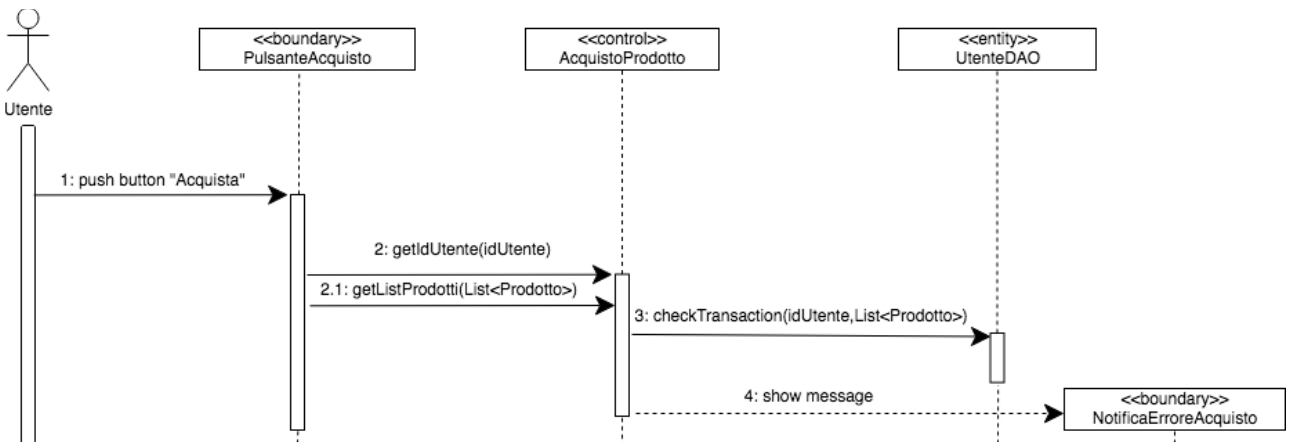 <<boundary>>
PulsanteAcquisto
<<control>>
AcquistoProdotto
<<entity>>
UtenteDAO
Utente
1: push button "Acquista"
2: getIdUtente(idUtente)
2.1: getListProdotti(List<Prodotto>)
3: checkTransaction(idUtente,List<Prodotto>)
4: show message
<<boundary>>
NotificaErroreAcquisto